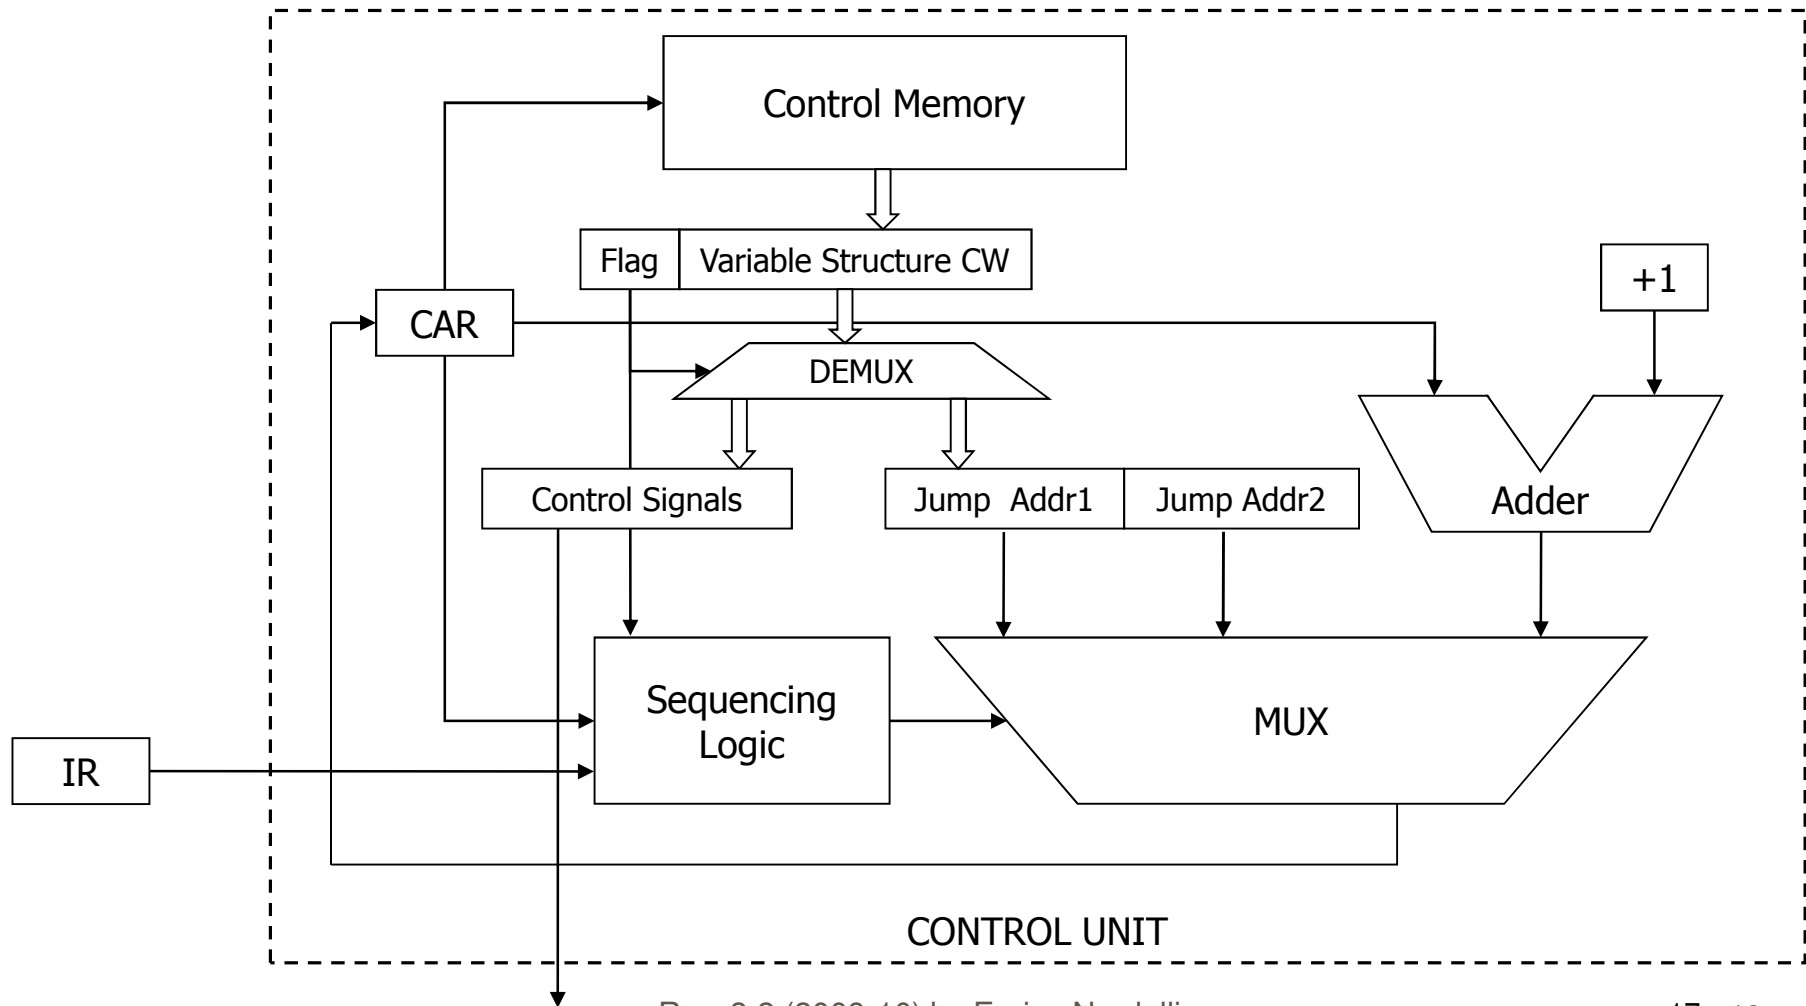 Control Memory
Flag
Variable Structure CW
+1
CAR
DEMUX
Control Signals
Jump Addr1
Jump Addr2
Adder
Sequencing
Logic
MUX
IR
CONTROL UNIT